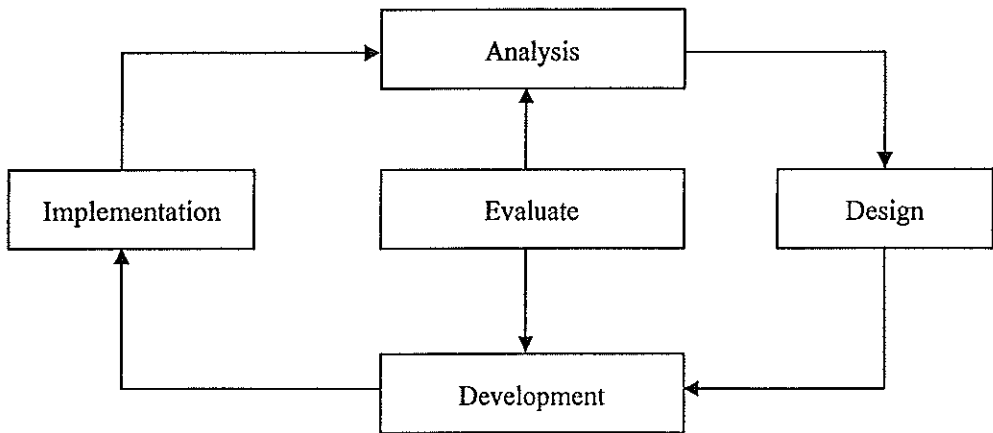 Analysis
Implementation
Evaluate
Design
Development